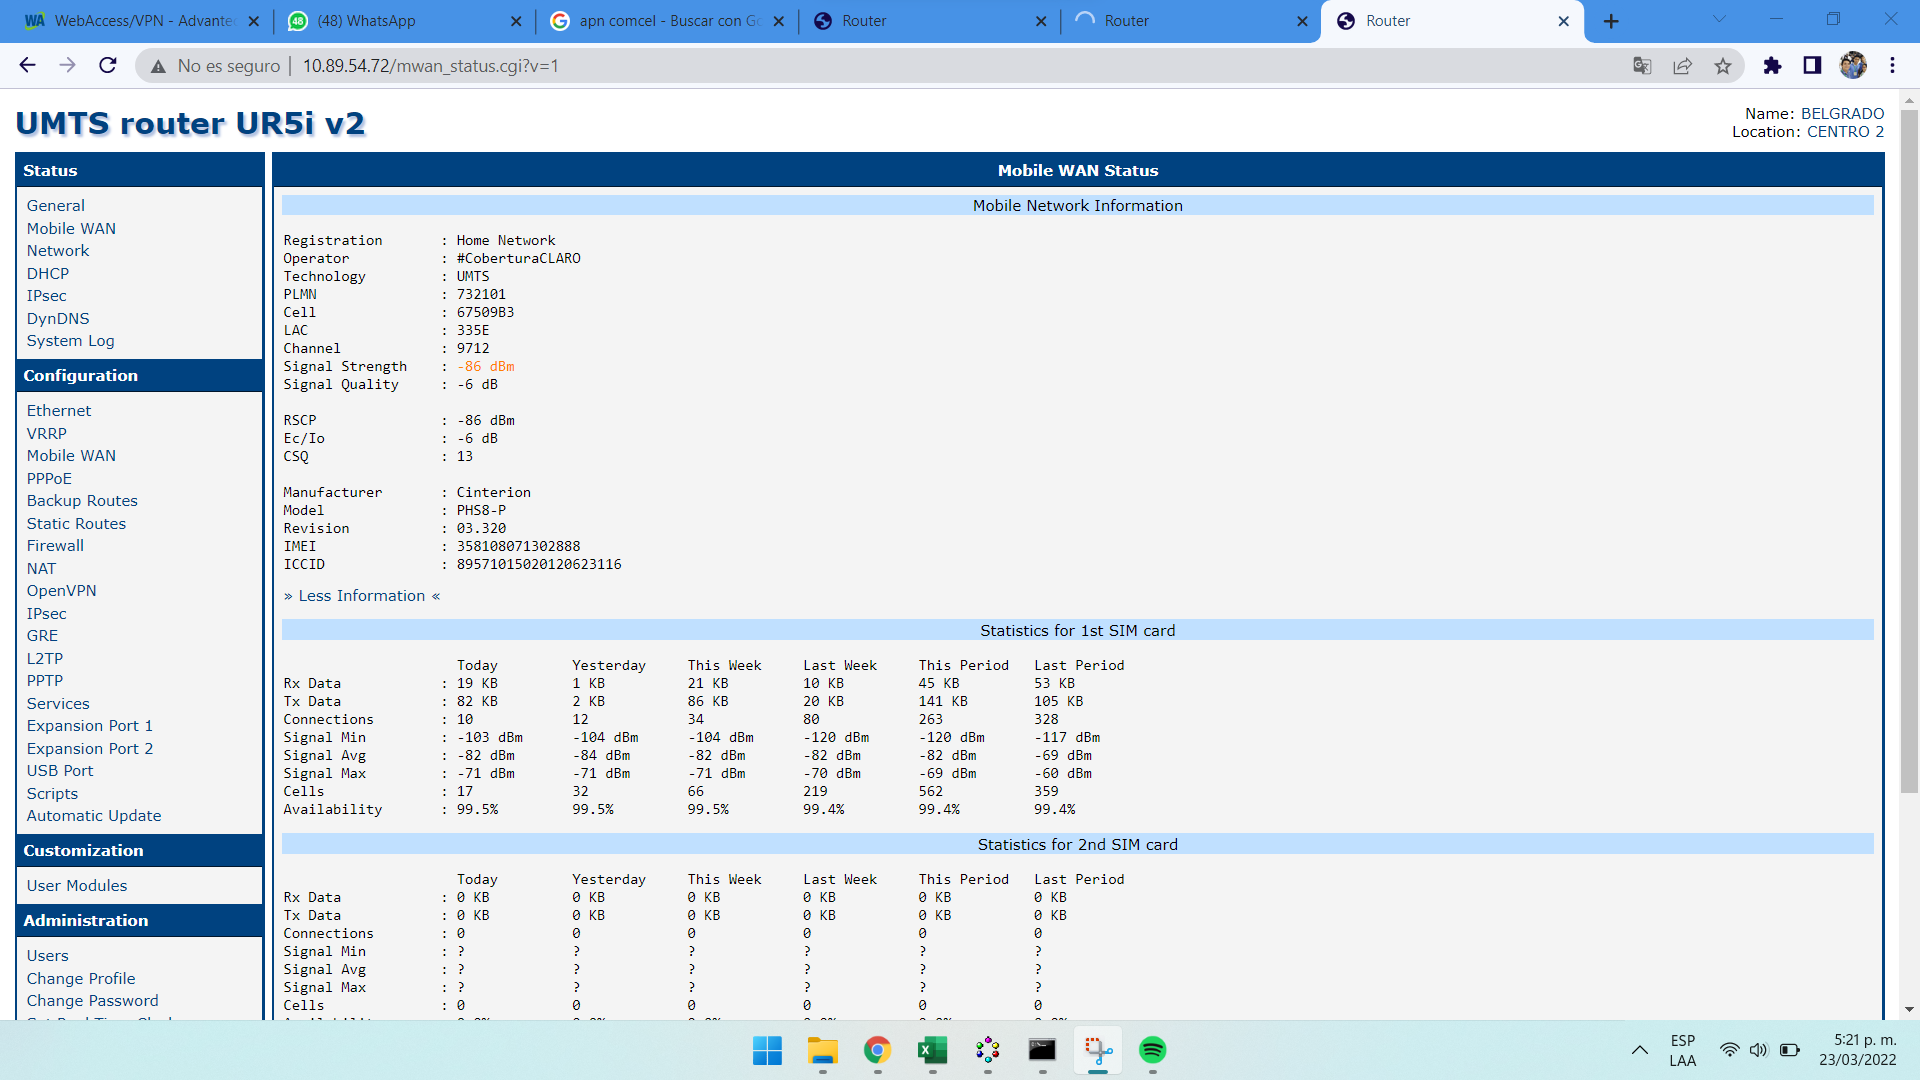 WebAccess/VPN - Advante
(48) WhatsApp
apn comcel - Buscar con Go
Router
Router
Router
No es seguro | 10.89.54.72/mwan_status.cgi?v=1
UMTS router UR5i v2
Name: BELGRADO
Location: CENTRO 2
Status
General
Mobile WAN
Network
DHCP
IPsec
DynDNS
System Log
Configuration
Ethernet
VRRP
Mobile WAN
PPPoE
Backup Routes
Static Routes
Firewall
NAT
OpenVPN
IPsec
GRE
L2TP
PPTP
Services
Expansion Port 1
Expansion Port 2
USB Port
Scripts
Automatic Update
Customization
User Modules
Administration
Users
Change Profile
Change Password
Mobile WAN Status
Mobile Network Information
Registration : Home Network
Operator : #CoberturaCLARO
Technology : UMTS
PLMN : 732101
Cell : 67509B3
LAC : 335E
Channel : 9712
Signal Strength : -86 dBm
Signal Quality : -6 dB
RSCP : -86 dBm
Ec/Io : -6 dB
CSQ : 13
Manufacturer : Cinterion
Model : PHS8-P
Revision : 03.320
IMEI : 358108071302888
ICCID : 89571015020120623116
» Less Information «
Statistics for 1st SIM card
Today Yesterday This Week Last Week This Period Last Period
Rx Data : 19 KB 1 KB 21 KB 10 KB 45 KB 53 KB
Tx Data : 82 KB 2 KB 86 KB 20 KB 141 KB 105 KB
Connections : 10 12 34 80 263 328
Signal Min : -103 dBm -104 dBm -104 dBm -120 dBm -120 dBm -117 dBm
Signal Avg : -82 dBm -84 dBm -82 dBm -82 dBm -82 dBm -69 dBm
Signal Max : -71 dBm -71 dBm -71 dBm -70 dBm -69 dBm -60 dBm
Cells : 17 32 66 219 562 359
Availability : 99.5% 99.5% 99.5% 99.4% 99.4% 99.4%
Statistics for 2nd SIM card
Today Yesterday This Week Last Week This Period Last Period
Rx Data : 0 KB 0 KB 0 KB 0 KB 0 KB 0 KB
Tx Data : 0 KB 0 KB 0 KB 0 KB 0 KB 0 KB
Connections : 0 0 0 0 0 0
Signal Min : ? ? ? ? ? ?
Signal Avg : ? ? ? ? ? ?
Signal Max : ? ? ? ? ? ?
Cells : 0 0 0 0 0 0
ESP
LAA
5:21 p. m.
23/03/2022